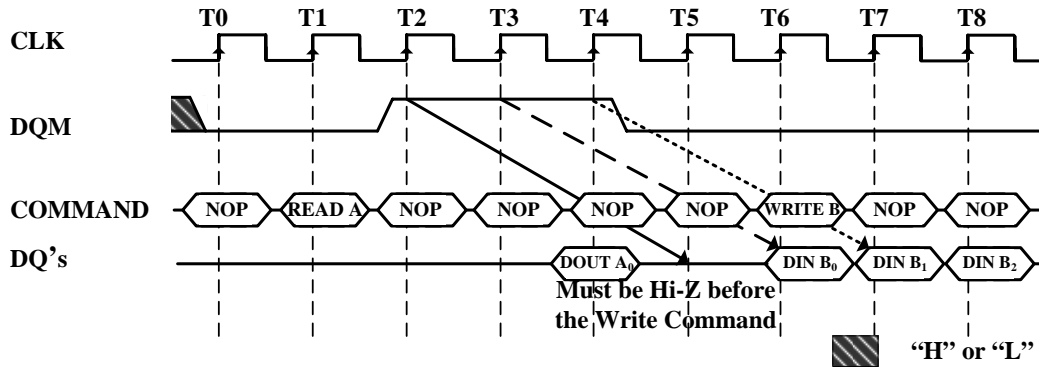 T0 T1 T2 T3 T4 T5 T6 T7 T8
CLK
DQM
COMMAND NOP READ A NOP NOP NOP NOP WRITE B NOP NOP
DQ's DOUT A0 DIN B0 DIN B1 DIN B2
Must be Hi-Z before
the Write Command
“H” or “L”